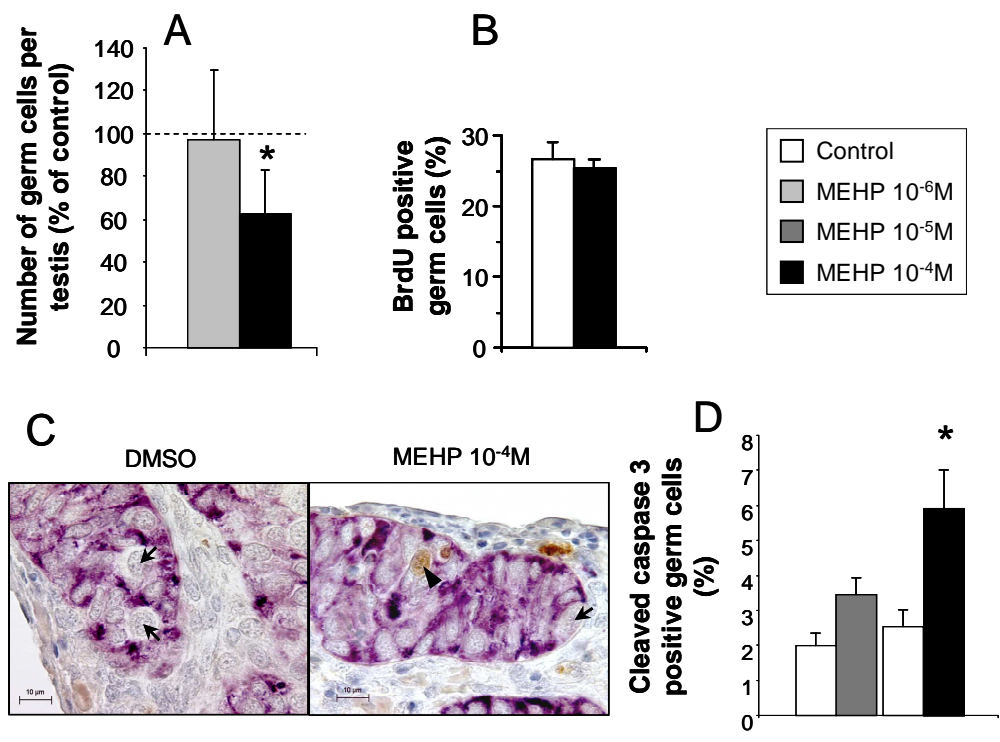 A
Number of germ cells per
testis (% of control)
140
120
100
80
60
40
20
0
*
B
BrdU positive
germ cells (%)
30
20
10
0
Control
MEHP 10⁻⁶M
MEHP 10⁻⁵M
MEHP 10⁻⁴M
C
DMSO
MEHP 10⁻⁴M
10 µm
10 µm
D
Cleaved caspase 3
positive germ cells
(%)
8
7
6
5
4
3
2
1
0
*